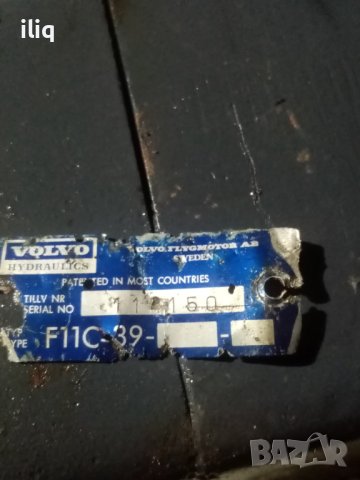 iliq
VOLVO
HYDRAULICS
VOLVO FLYGMOTOR AB
SWEDEN
PATENTED IN MOST COUNTRIES
TILLV NR
SERIAL NO
TYP
TYPE
F11C-39-
BAZAR